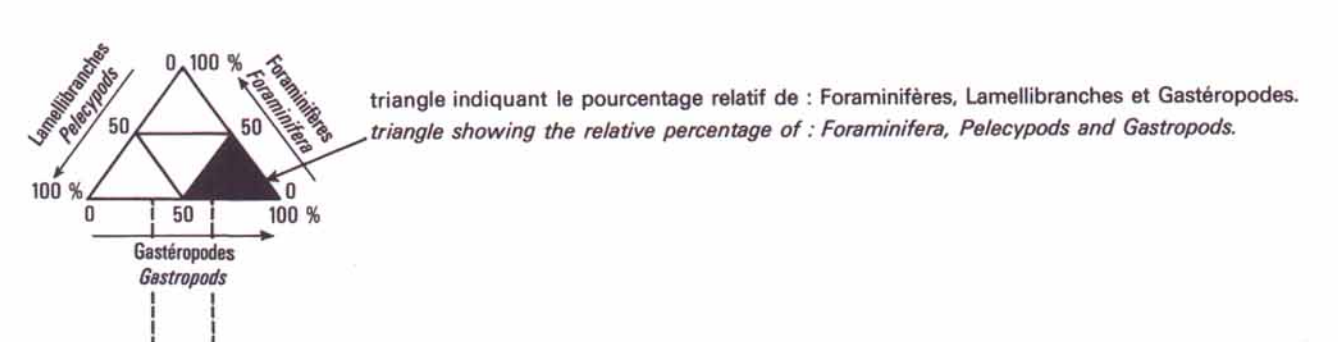 0 100 %
Lamellibranches
Pelecypods
Foraminifères
Foraminifera
triangle indiquant le pourcentage relatif de : Foraminifères, Lamellibranches et Gastéropodes.
triangle showing the relative percentage of : Foraminifera, Pelecypods and Gastropods.
50 50
100 % 0
0 50 100 %
Gastéropodes
Gastropods